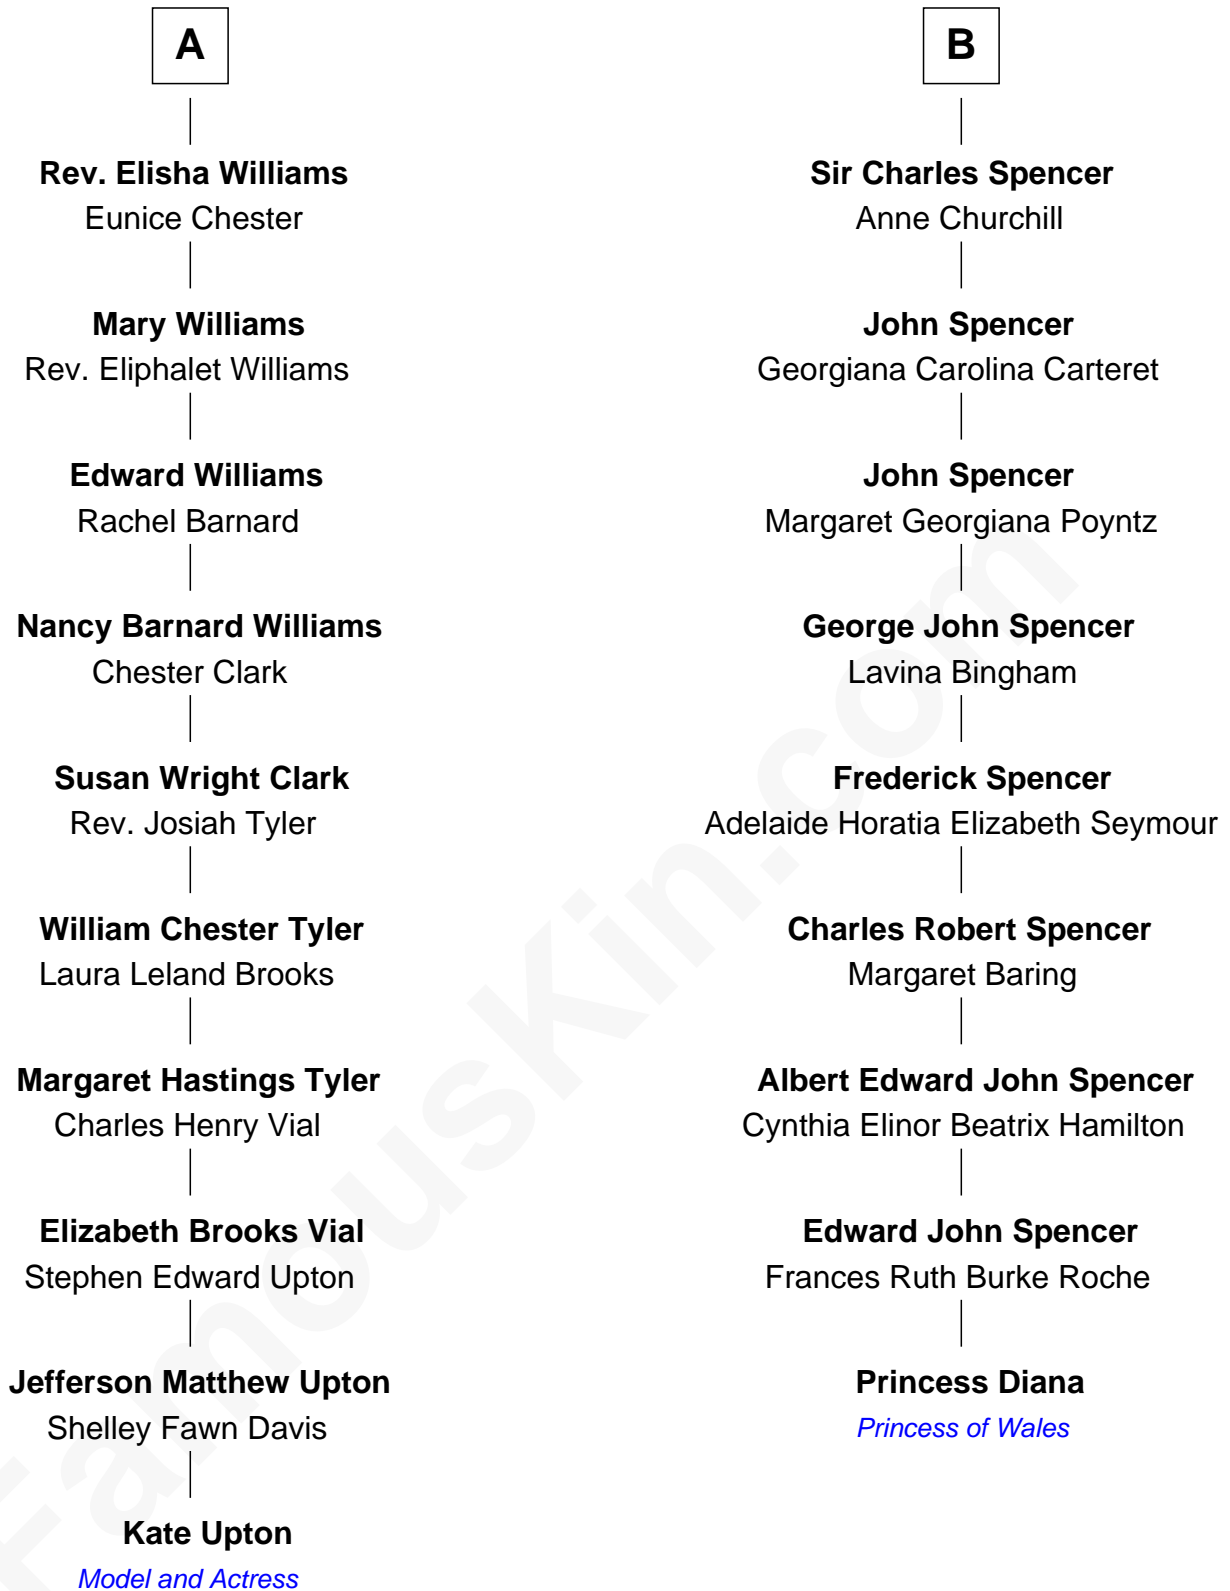 A
Rev. Elisha Williams
Eunice Chester
Mary Williams
Rev. Eliphalet Williams
Edward Williams
Rachel Barnard
Nancy Barnard Williams
Chester Clark
Susan Wright Clark
Rev. Josiah Tyler
William Chester Tyler
Laura Leland Brooks
Margaret Hastings Tyler
Charles Henry Vial
Elizabeth Brooks Vial
Stephen Edward Upton
Jefferson Matthew Upton
Shelley Fawn Davis
Kate Upton
Model and Actress
B
Sir Charles Spencer
Anne Churchill
John Spencer
Georgiana Carolina Carteret
John Spencer
Margaret Georgiana Poyntz
George John Spencer
Lavina Bingham
Frederick Spencer
Adelaide Horatia Elizabeth Seymour
Charles Robert Spencer
Margaret Baring
Albert Edward John Spencer
Cynthia Elinor Beatrix Hamilton
Edward John Spencer
Frances Ruth Burke Roche
Princess Diana
Princess of Wales
FamousKin.com